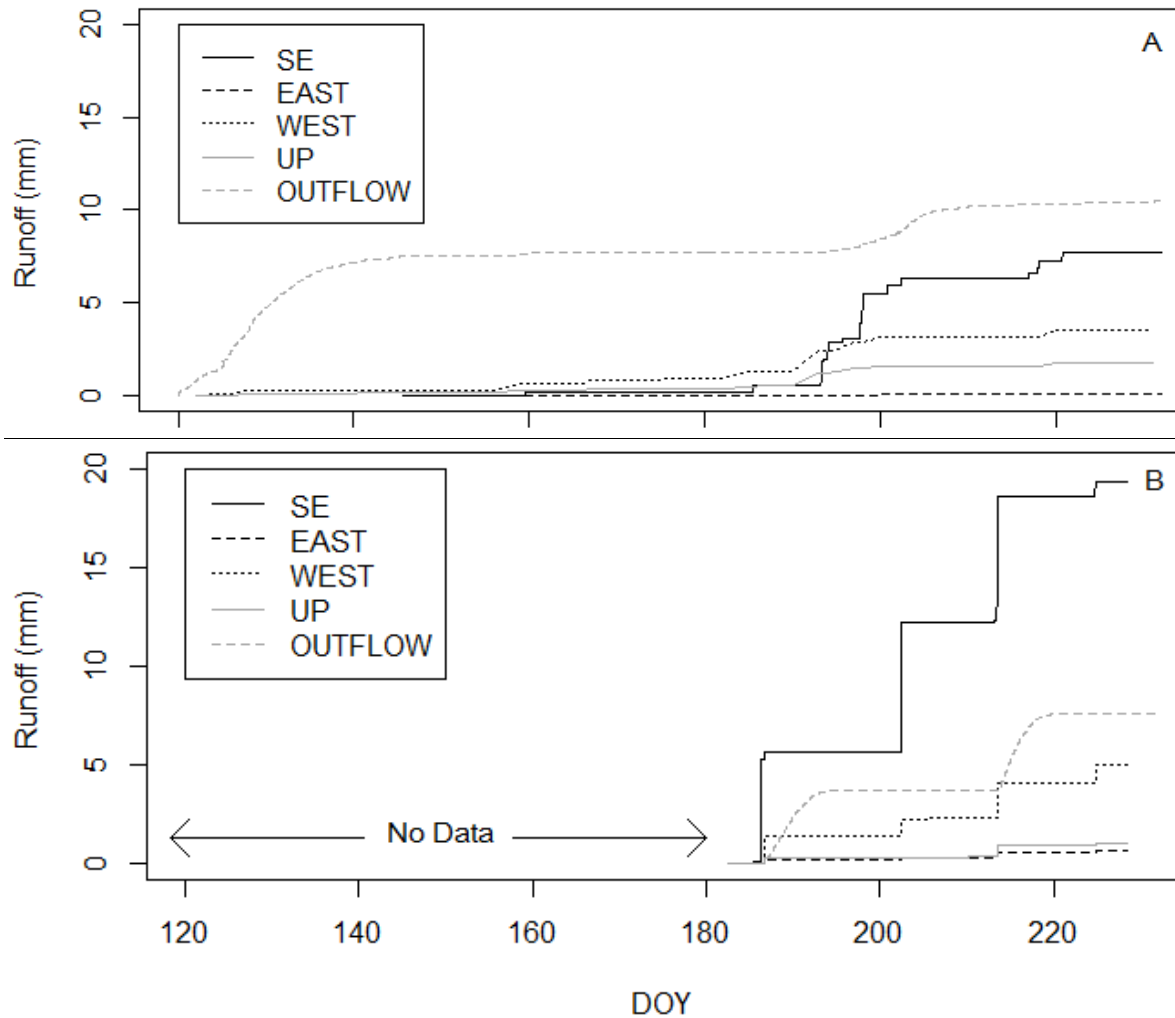 A
SE
EAST
WEST
UP
OUTFLOW
Runoff (mm)
0
5
10
15
20
B
SE
EAST
WEST
UP
OUTFLOW
Runoff (mm)
0
5
10
15
20
No Data
120 140 160 180 200 220
DOY